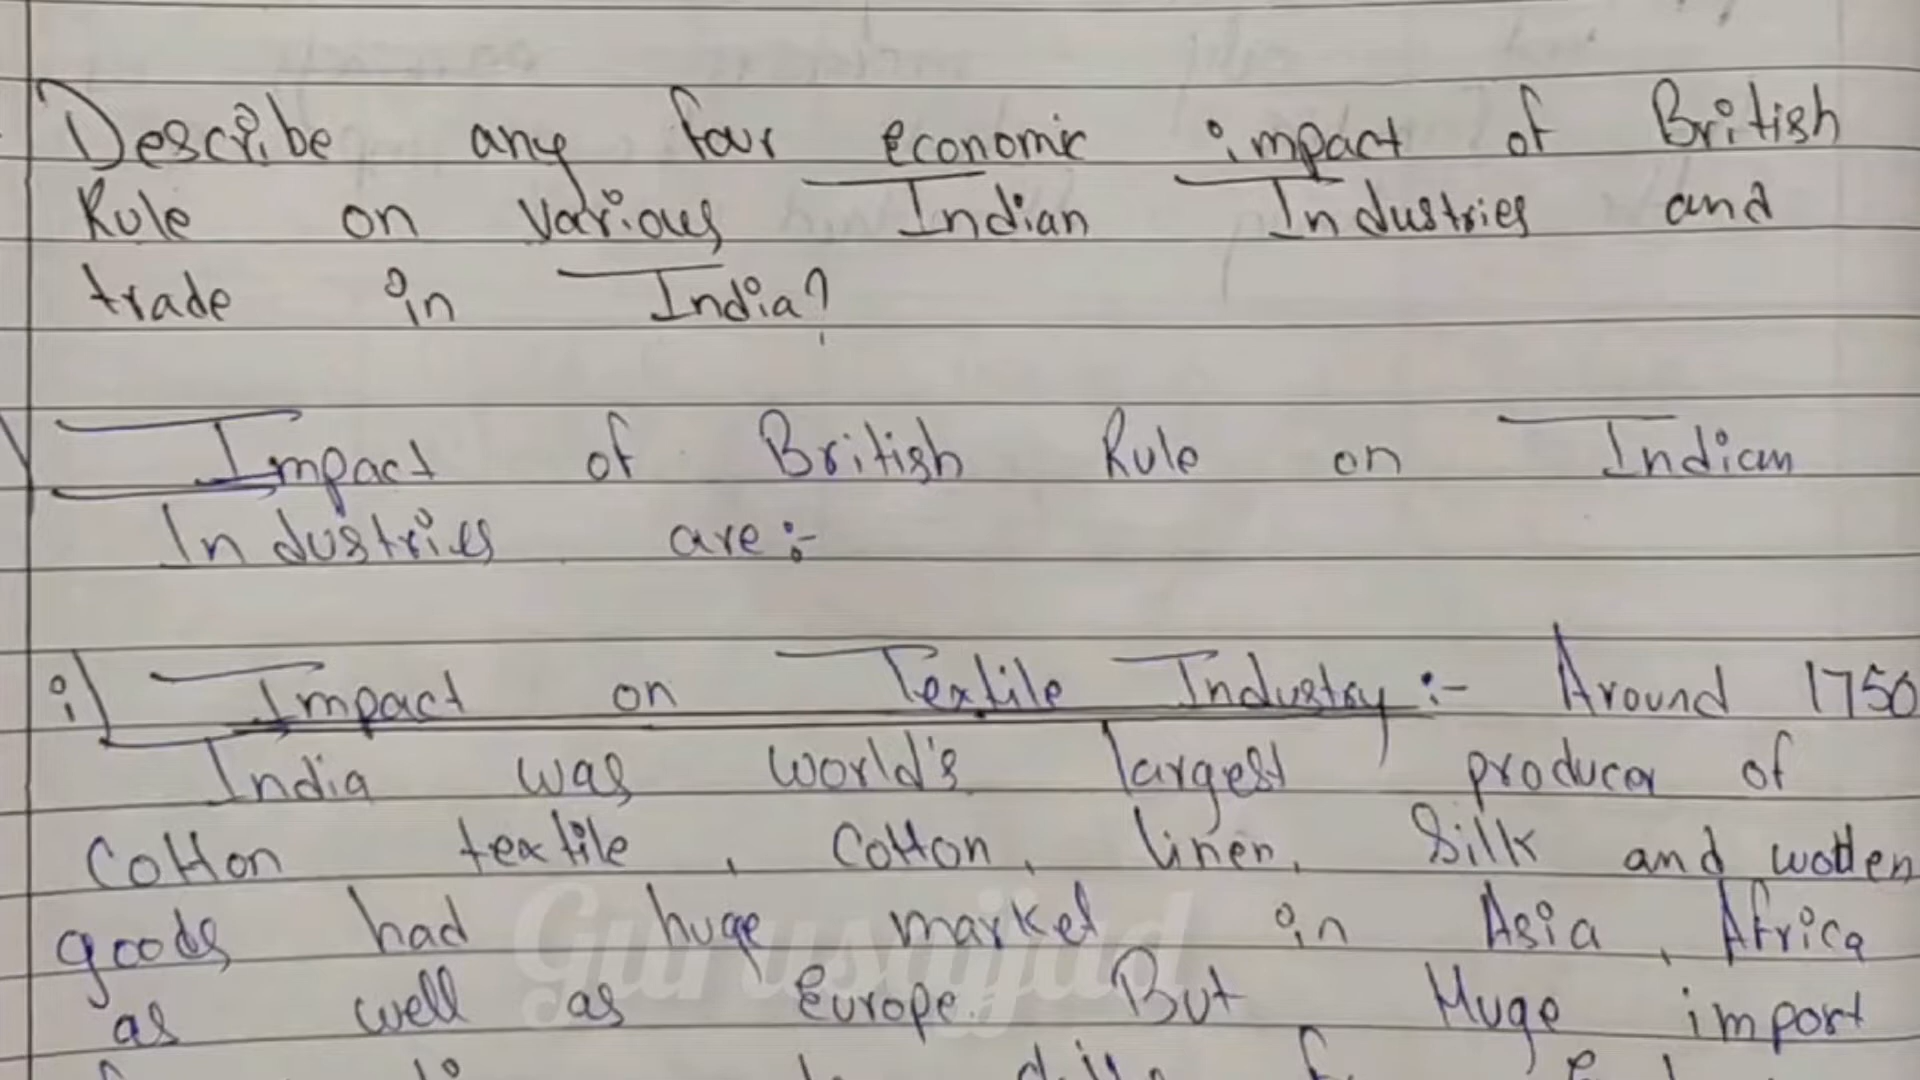 Describe any four economic impact of British
Rule on various Indian Industries and
trade in India?
Impact of British Rule on Indian
Industries are:-
i) Impact on Textile Industry:- Around 1750
India was world's largest producer of
Cotton textile, Cotton, linen, Silk and wollen
goods had huge market in Asia, Africa
as well as Europe. But Huge import
Gurusajjad